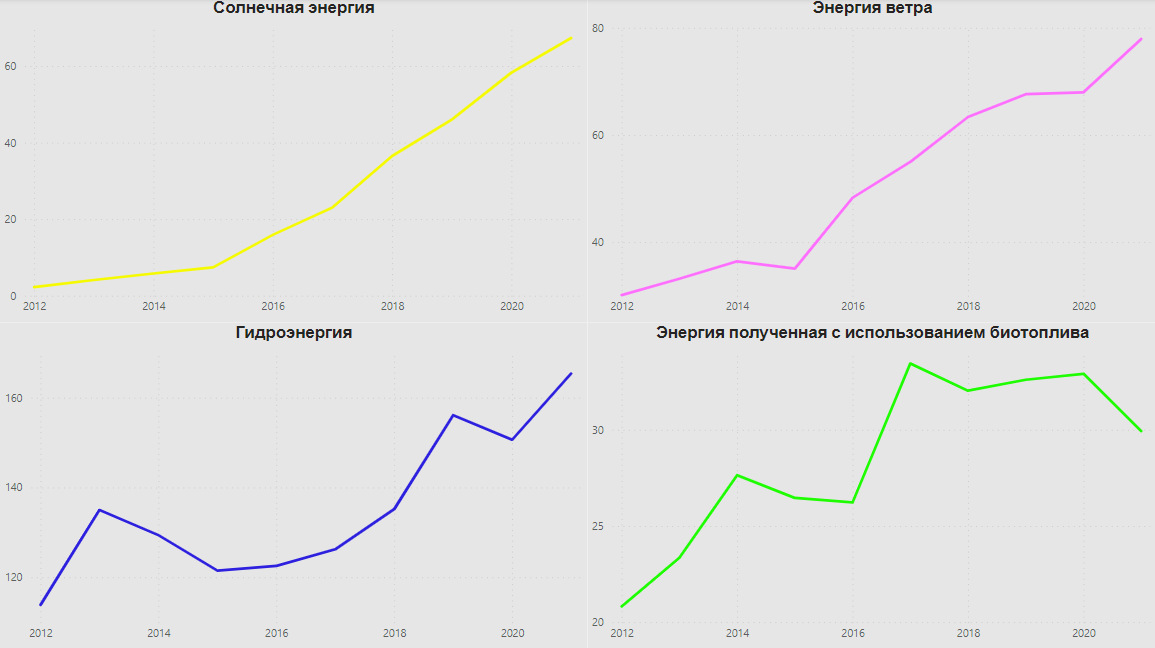 Солнечная энергия
60
40
20
0
2012 2014 2016 2018 2020
Энергия ветра
80
60
40
2012 2014 2016 2018 2020
Гидроэнергия
160
140
120
2012 2014 2016 2018 2020
Энергия полученная с использованием биотоплива
30
25
20
2012 2014 2016 2018 2020